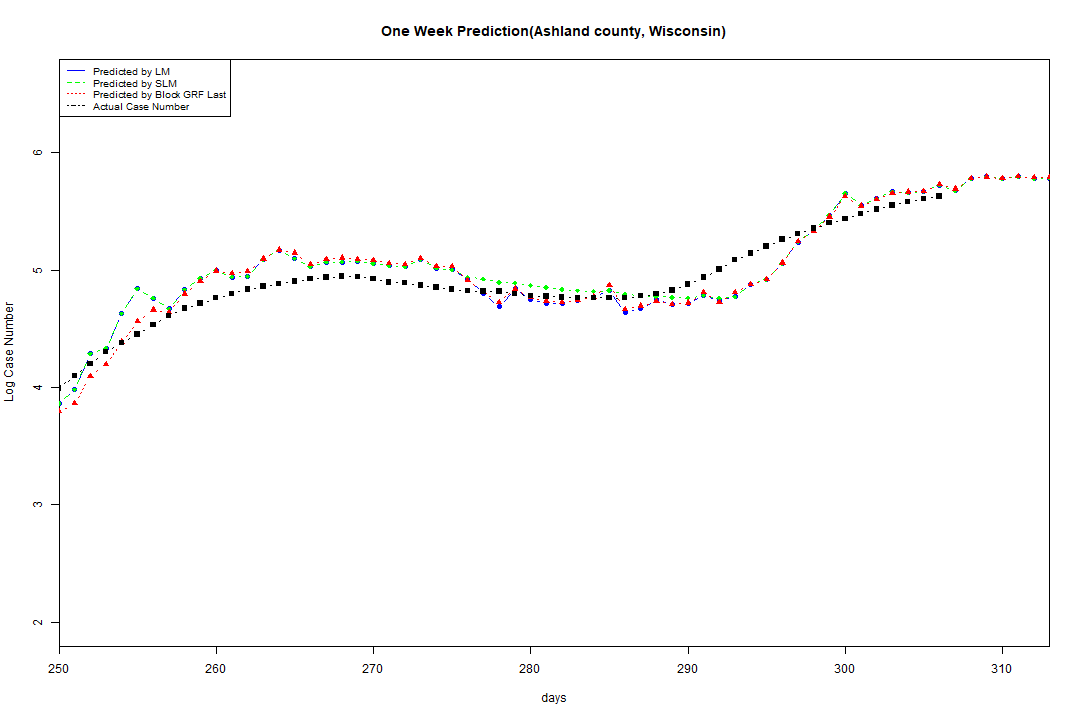 One Week Prediction(Ashland county, Wisconsin)
Predicted by LM
Predicted by SLM
Predicted by Block GRF Last
Actual Case Number
6
5
4
3
2
Log Case Number
250 260 270 280 290 300 310
days